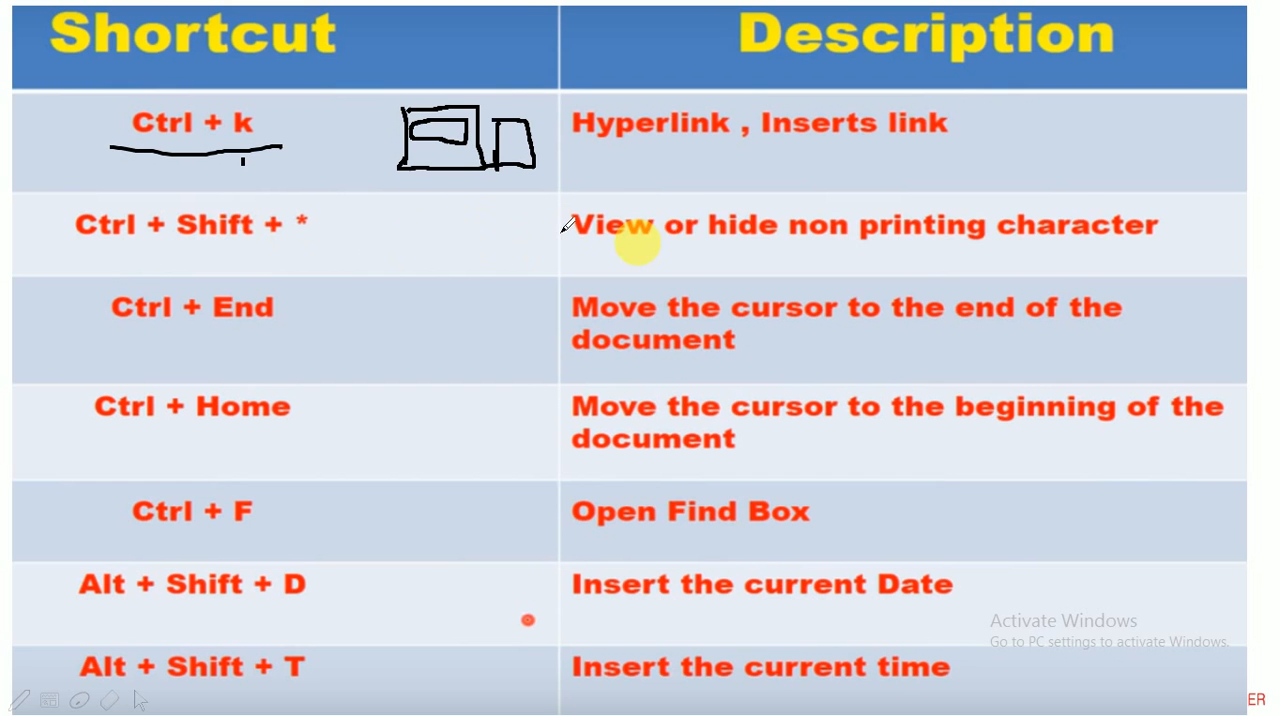 Shortcut Description
Ctrl + k Hyperlink , Inserts link
Ctrl + Shift + * View or hide non printing character
Ctrl + End Move the cursor to the end of the
document
Ctrl + Home Move the cursor to the beginning of the
document
Ctrl + F Open Find Box
Alt + Shift + D Insert the current Date
Activate Windows
Go to PC settings to activate Windows.
Alt + Shift + T Insert the current time
ER